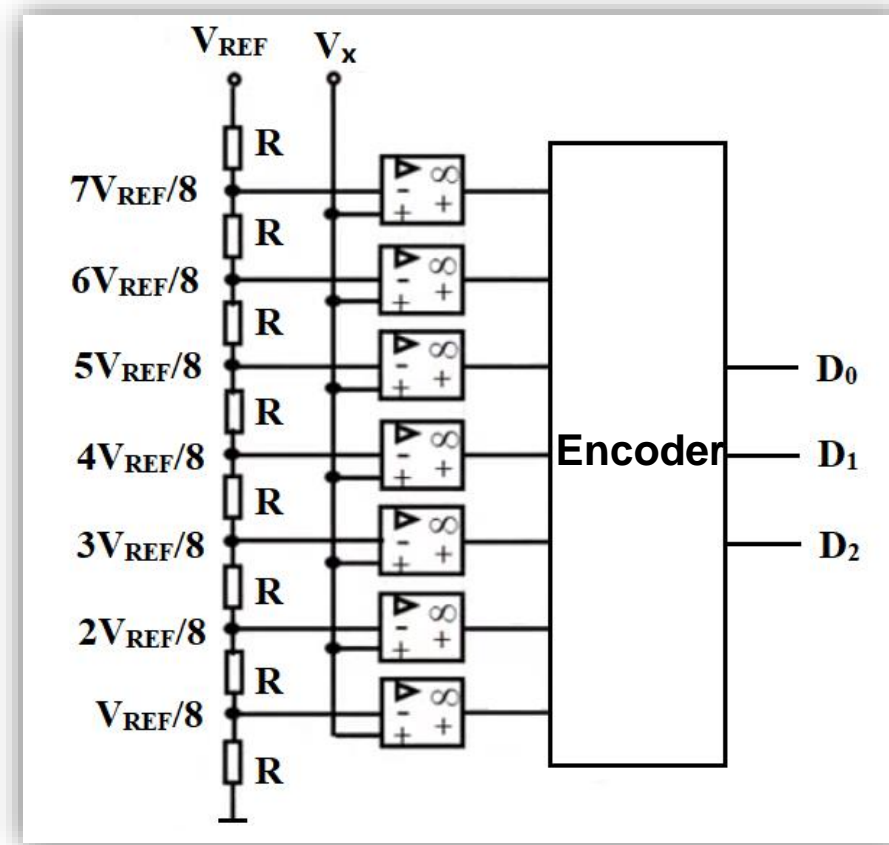 VREF Vx
R
7VREF/8
- ∞
+ +
R
6VREF/8
- ∞
+ +
R
5VREF/8
- ∞
+ +
D0
R
4VREF/8
- ∞
+ +
Encoder
D1
R
3VREF/8
- ∞
+ +
D2
R
2VREF/8
- ∞
+ +
R
VREF/8
- ∞
+ +
R